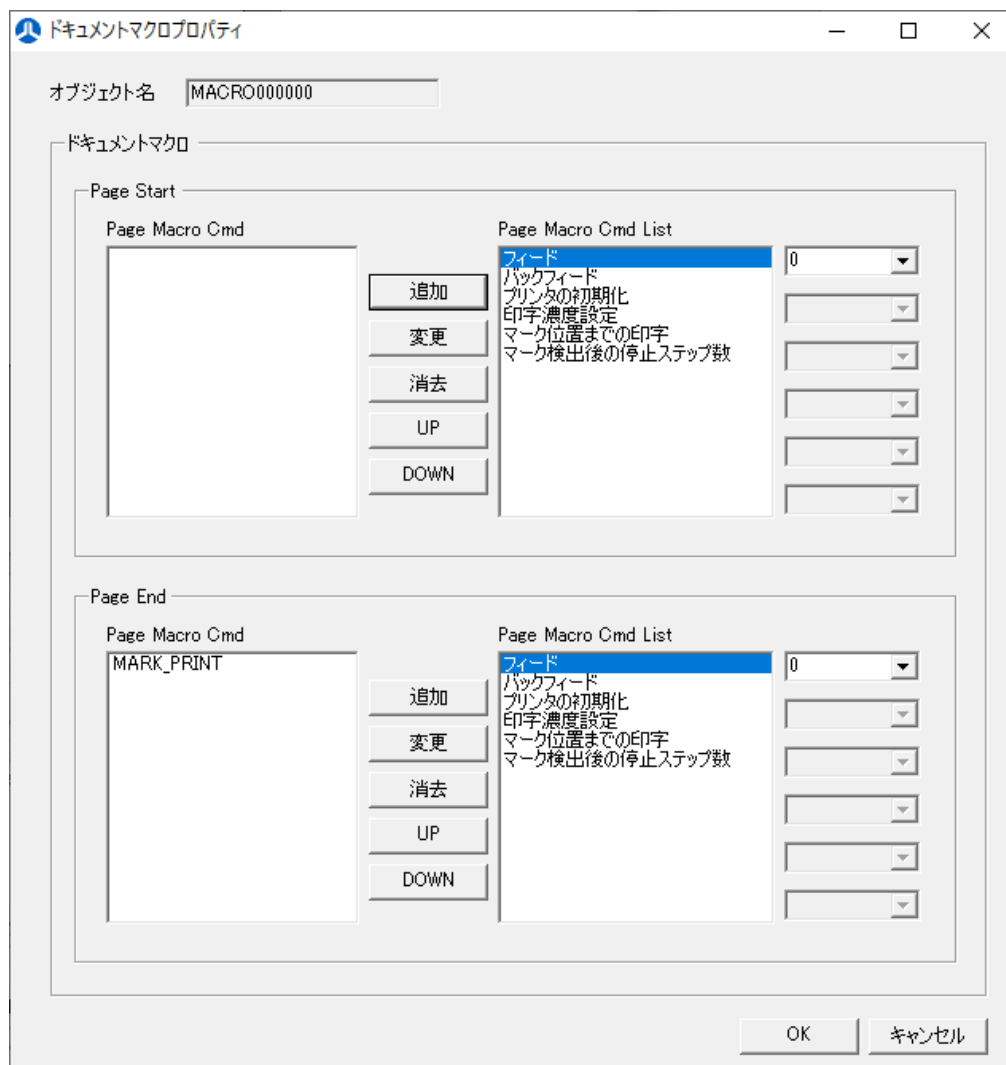 ドキュメントマクロプロパティ
オブジェクト名 MACRO000000
ドキュメントマクロ
Page Start
Page Macro Cmd
追加
変更
消去
UP
DOWN
Page Macro Cmd List
フィード
バックフィード
プリンタの初期化
印字濃度設定
マーク位置までの印字
マーク検出後の停止ステップ数
0
Page End
Page Macro Cmd
MARK_PRINT
追加
変更
消去
UP
DOWN
Page Macro Cmd List
フィード
バックフィード
プリンタの初期化
印字濃度設定
マーク位置までの印字
マーク検出後の停止ステップ数
0
OK キャンセル